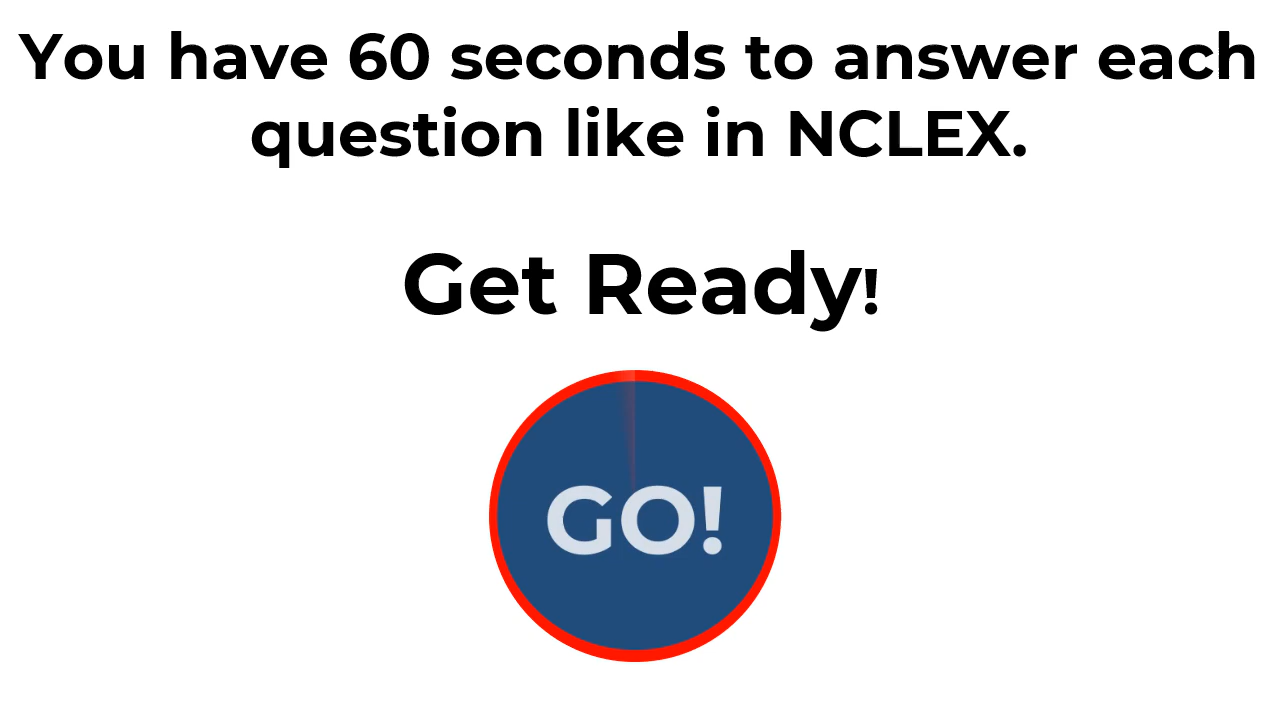 You have 60 seconds to answer each
question like in NCLEX.
Get Ready!
GO!